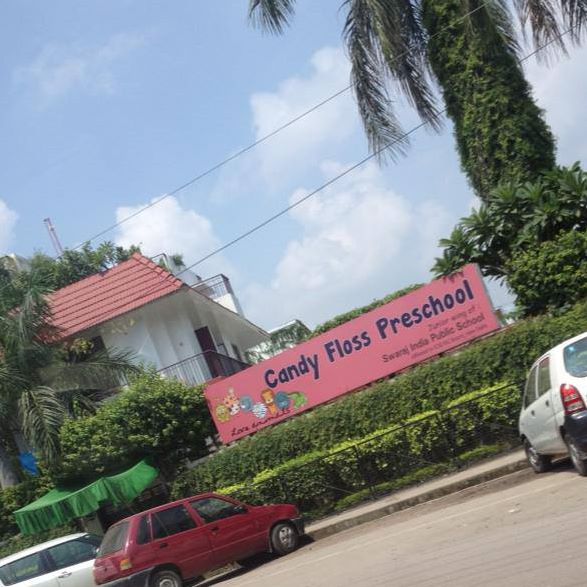 Candy Floss Preschool
Junior wing of :
Swaraj India Public School